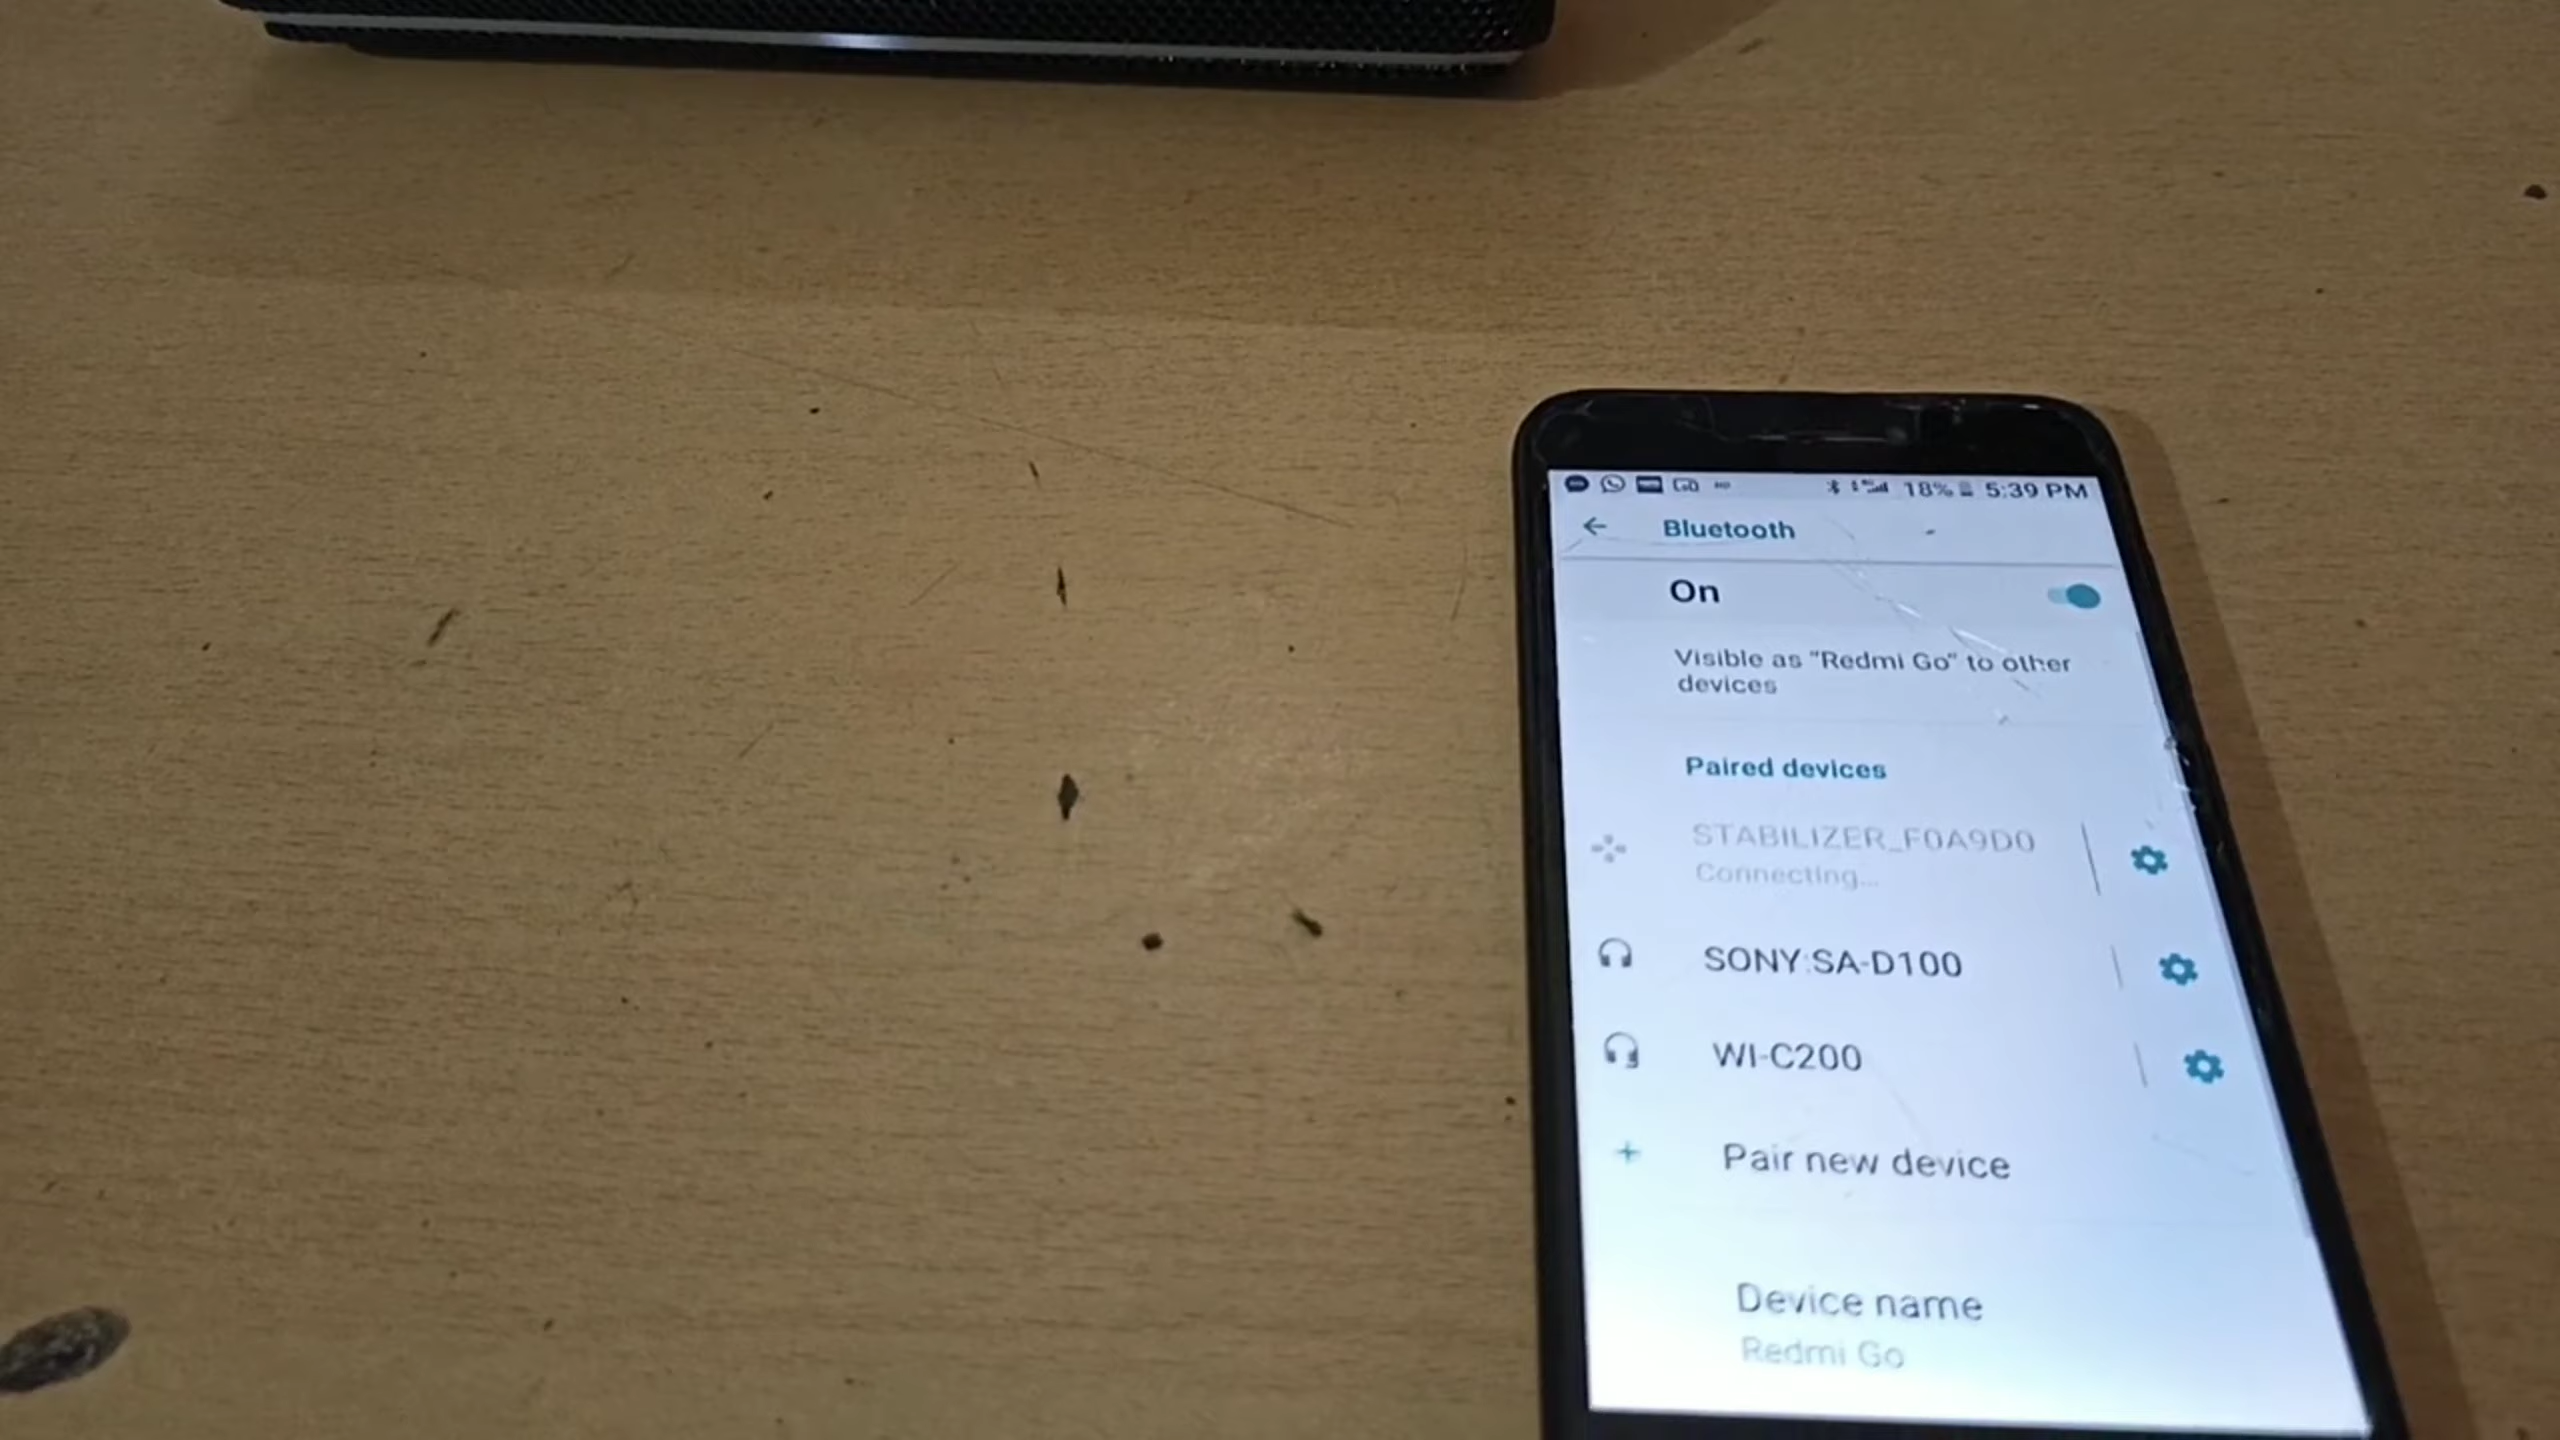 18% 5:39 PM
Bluetooth
On
Visible as "Redmi Go" to other
devices
Paired devices
STABILIZER_F0A9D0
Connecting...
SONY:SA-D100
WI-C200
Pair new device
Device name
Redmi Go